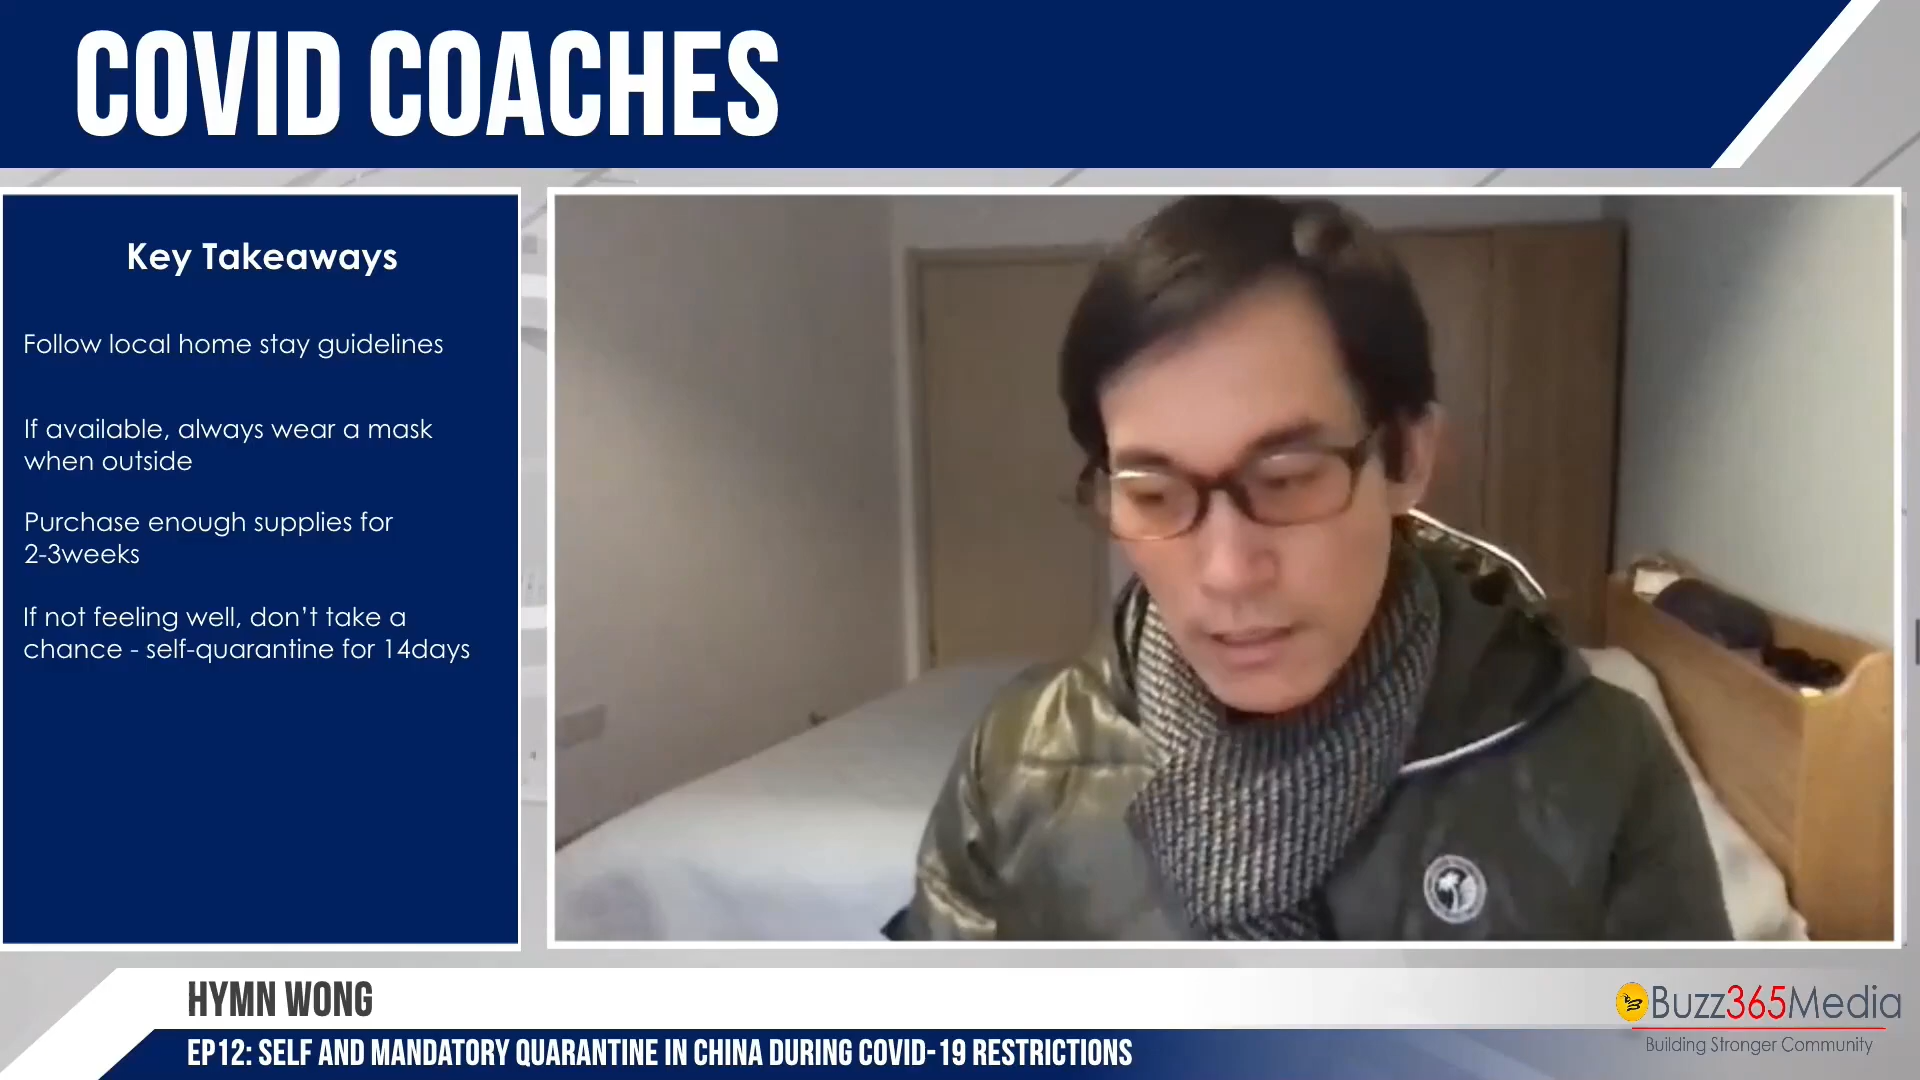 COVID COACHES
Key Takeaways
Follow local home stay guidelines
If available, always wear a mask
when outside
Purchase enough supplies for
2-3weeks
If not feeling well, don’t take a
chance - self-quarantine for 14days
HYMN WONG
EP12: SELF AND MANDATORY QUARANTINE IN CHINA DURING COVID-19 RESTRICTIONS
Buzz365Media
Building Stronger Community